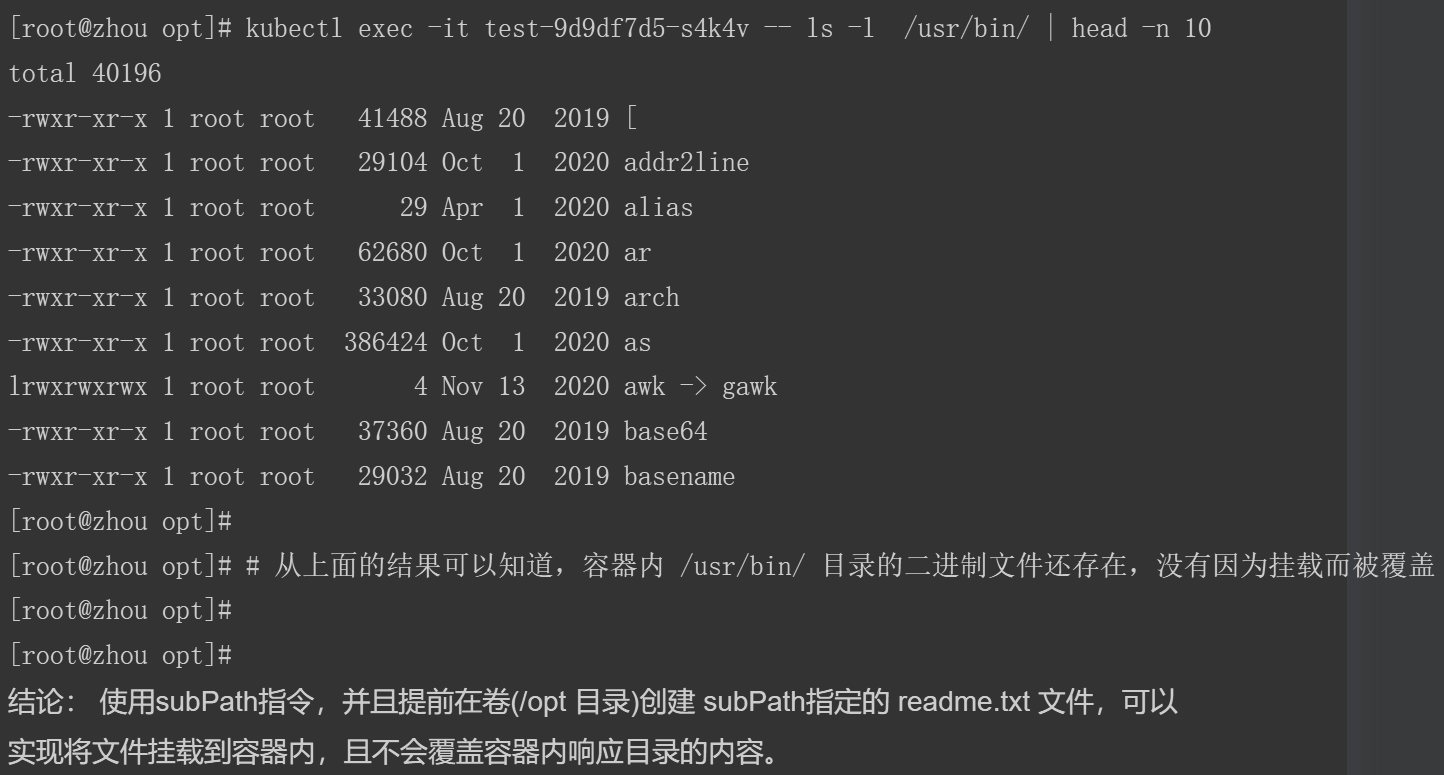 [root@zhou opt]# kubectl exec -it test-9d9df7d5-s4k4v -- ls -l  /usr/bin/ | head -n 10
total 40196
-rwxr-xr-x 1 root root   41488 Aug 20  2019 [
-rwxr-xr-x 1 root root   29104 Oct  1  2020 addr2line
-rwxr-xr-x 1 root root      29 Apr  1  2020 alias
-rwxr-xr-x 1 root root   62680 Oct  1  2020 ar
-rwxr-xr-x 1 root root   33080 Aug 20  2019 arch
-rwxr-xr-x 1 root root  386424 Oct  1  2020 as
lrwxrwxrwx 1 root root       4 Nov 13  2020 awk -> gawk
-rwxr-xr-x 1 root root   37360 Aug 20  2019 base64
-rwxr-xr-x 1 root root   29032 Aug 20  2019 basename
[root@zhou opt]#
[root@zhou opt]# # 从上面的结果可以知道，容器内 /usr/bin/ 目录的二进制文件还存在，没有因为挂载而被覆盖
[root@zhou opt]#
[root@zhou opt]#
结论： 使用subPath指令，并且提前在卷(/opt 目录)创建 subPath指定的 readme.txt 文件，可以
实现将文件挂载到容器内，且不会覆盖容器内响应目录的内容。